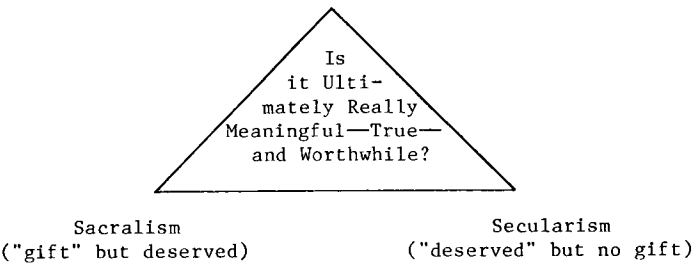 Is
it Ulti-
mately Really
Meaningful—True—
and Worthwhile?
Sacralism
("gift" but deserved)
Secularism
("deserved" but no gift)